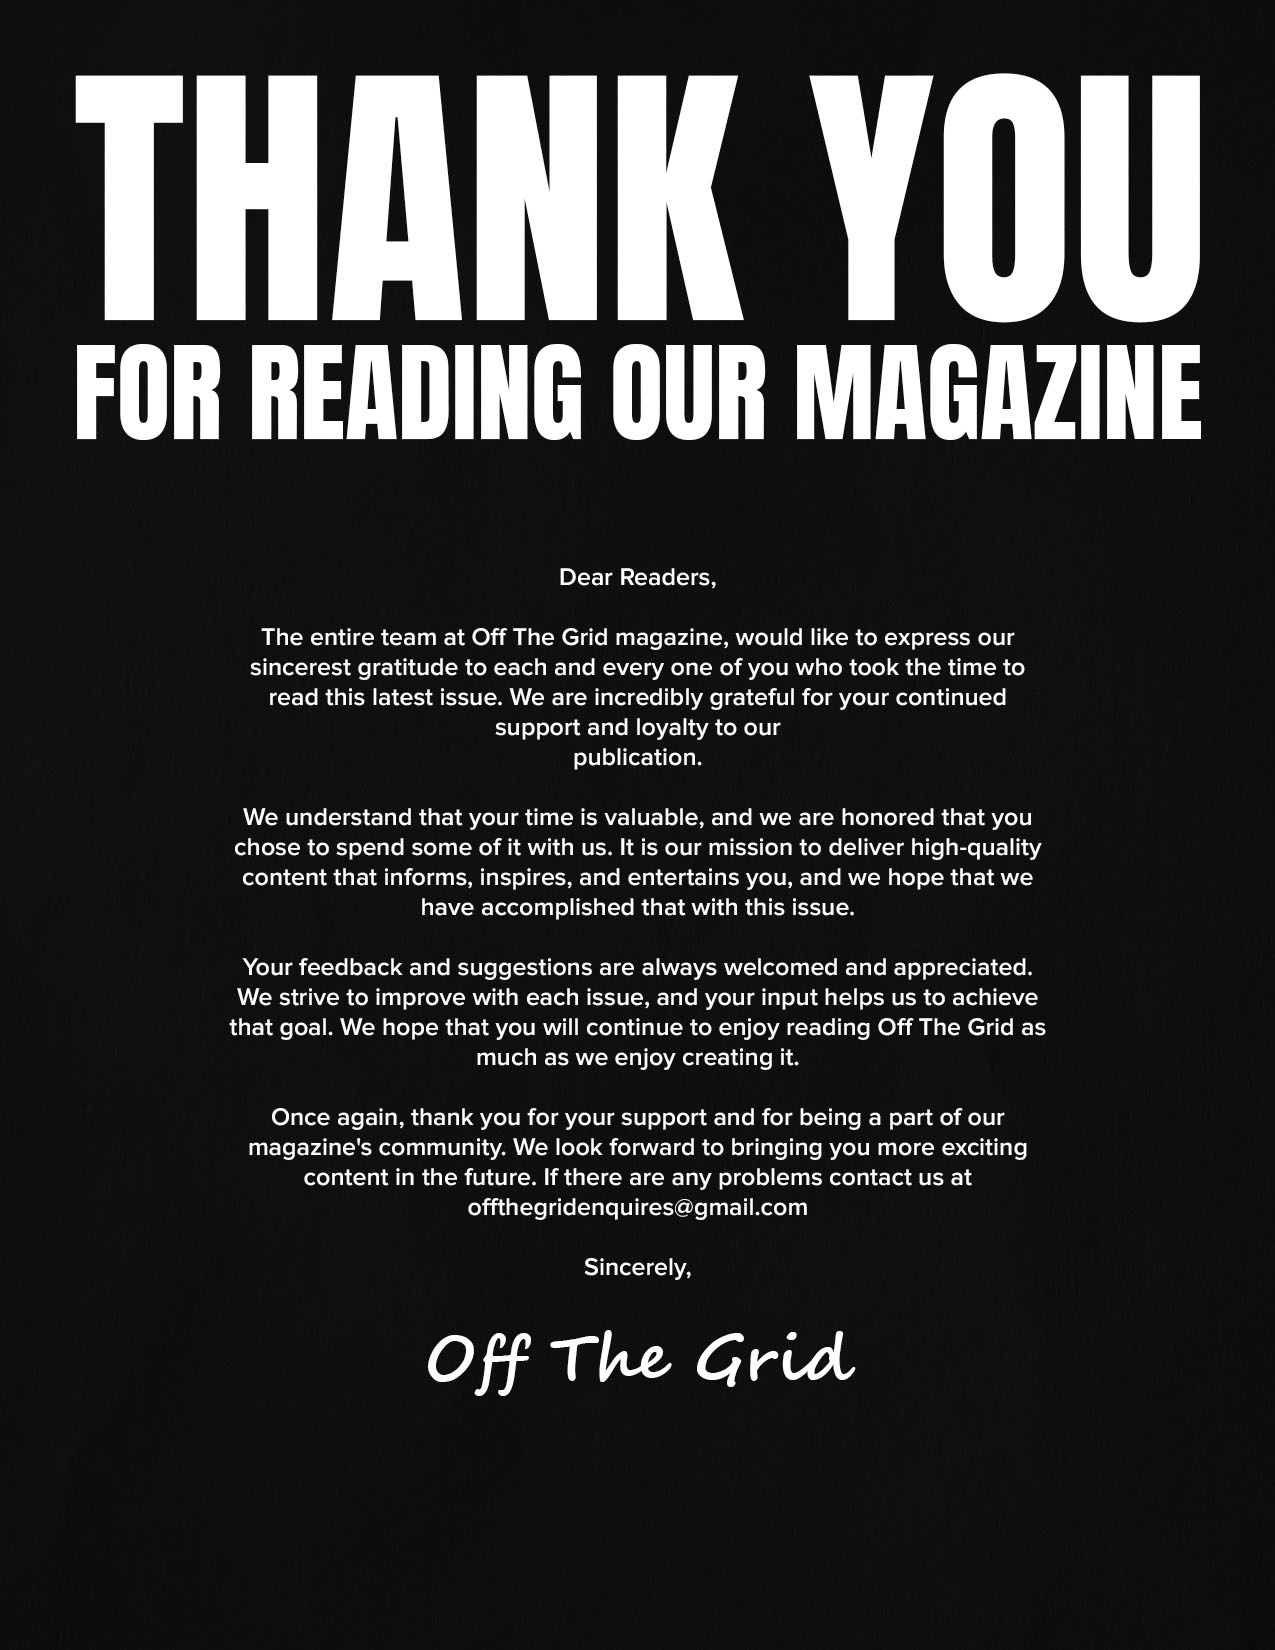 THANK YOU
FOR READING OUR MAGAZINE
Dear Readers,
The entire team at Off The Grid magazine, would like to express our
sincerest gratitude to each and every one of you who took the time to
read this latest issue. We are incredibly grateful for your continued
support and loyalty to our
publication.
We understand that your time is valuable, and we are honored that you
chose to spend some of it with us. It is our mission to deliver high-quality
content that informs, inspires, and entertains you, and we hope that we
have accomplished that with this issue.
Your feedback and suggestions are always welcomed and appreciated.
We strive to improve with each issue, and your input helps us to achieve
that goal. We hope that you will continue to enjoy reading Off The Grid as
much as we enjoy creating it.
Once again, thank you for your support and for being a part of our
magazine's community. We look forward to bringing you more exciting
content in the future. If there are any problems contact us at
offthegridenquires@gmail.com
Sincerely,
Off The Grid